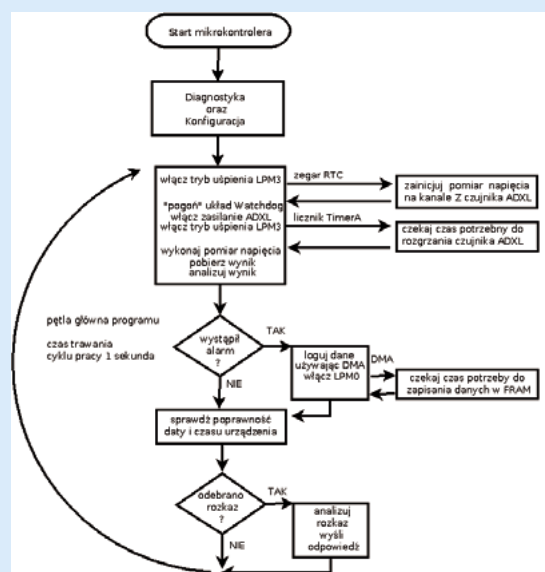 Start mikrokontrolera
Diagnostyka
oraz
Konfiguracja
włącz tryb uśpienia LPM3
zegar RTC
zainicjuj pomiar napięcia
na kanale Z czujnika ADXL
"pogoń" układ Watchdog
włącz zasilanie ADXL
włącz tryb uśpienia LPM3
licznik TimerA
czekaj czas potrzebny do
rozgrzania czujnika ADXL
wykonaj pomiar napięcia
pobierz wynik
analizuj wynik
pętla główna programu
czas trawania
cyklu pracy 1 sekunda
wystąpił
alarm
?
TAK
NIE
loguj dane
używając DMA
włącz LPM0
DMA
czekaj czas potrzeby do
zapisania danych w FRAM
sprawdź poprawność
daty i czasu urządzenia
odebrano
rozkaz
?
TAK
NIE
analizuj
rozkaz
wyśli
odpowiedź